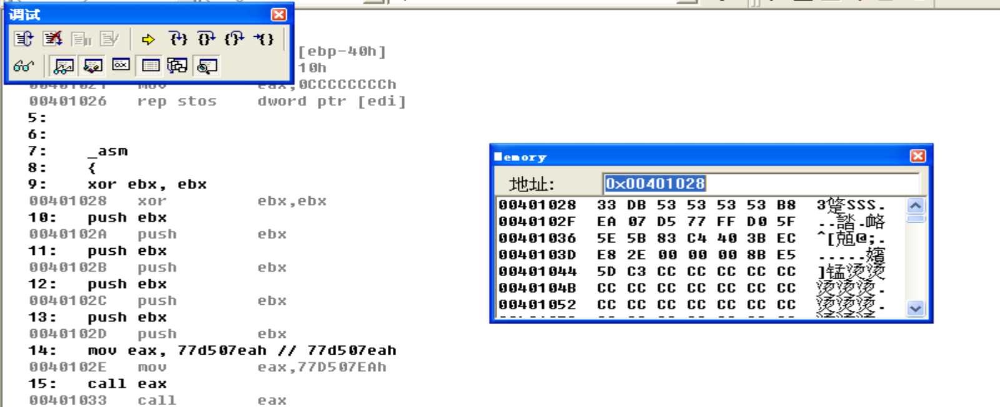 调试
[ebp-40h]
10h
00401021 mov eax,0CCCCCCCCh
00401026 rep stos dword ptr [edi]
5:
6:
7: _asm
8: {
9: xor ebx, ebx
00401028 xor ebx,ebx
10: push ebx
0040102A push ebx
11: push ebx
0040102B push ebx
12: push ebx
0040102C push ebx
13: push ebx
0040102D push ebx
14: mov eax, 77d507eah // 77d507eah
0040102E mov eax,77D507EAh
15: call eax
00401033 call eax
Memory
地址: 0x00401028
00401028 33 DB 53 53 53 53 B8 3跫SSS.
0040102F EA 07 D5 77 FF D0 5F
00401036 5E 5B 83 C4 40 3B EC
0040103D E8 2E 00 00 00 8B E5
00401044 5D C3 CC CC CC CC CC ]锰烫烫
0040104B CC CC CC CC CC CC CC 烫烫烫.
00401052 CC CC CC CC CC CC CC 烫烫烫.